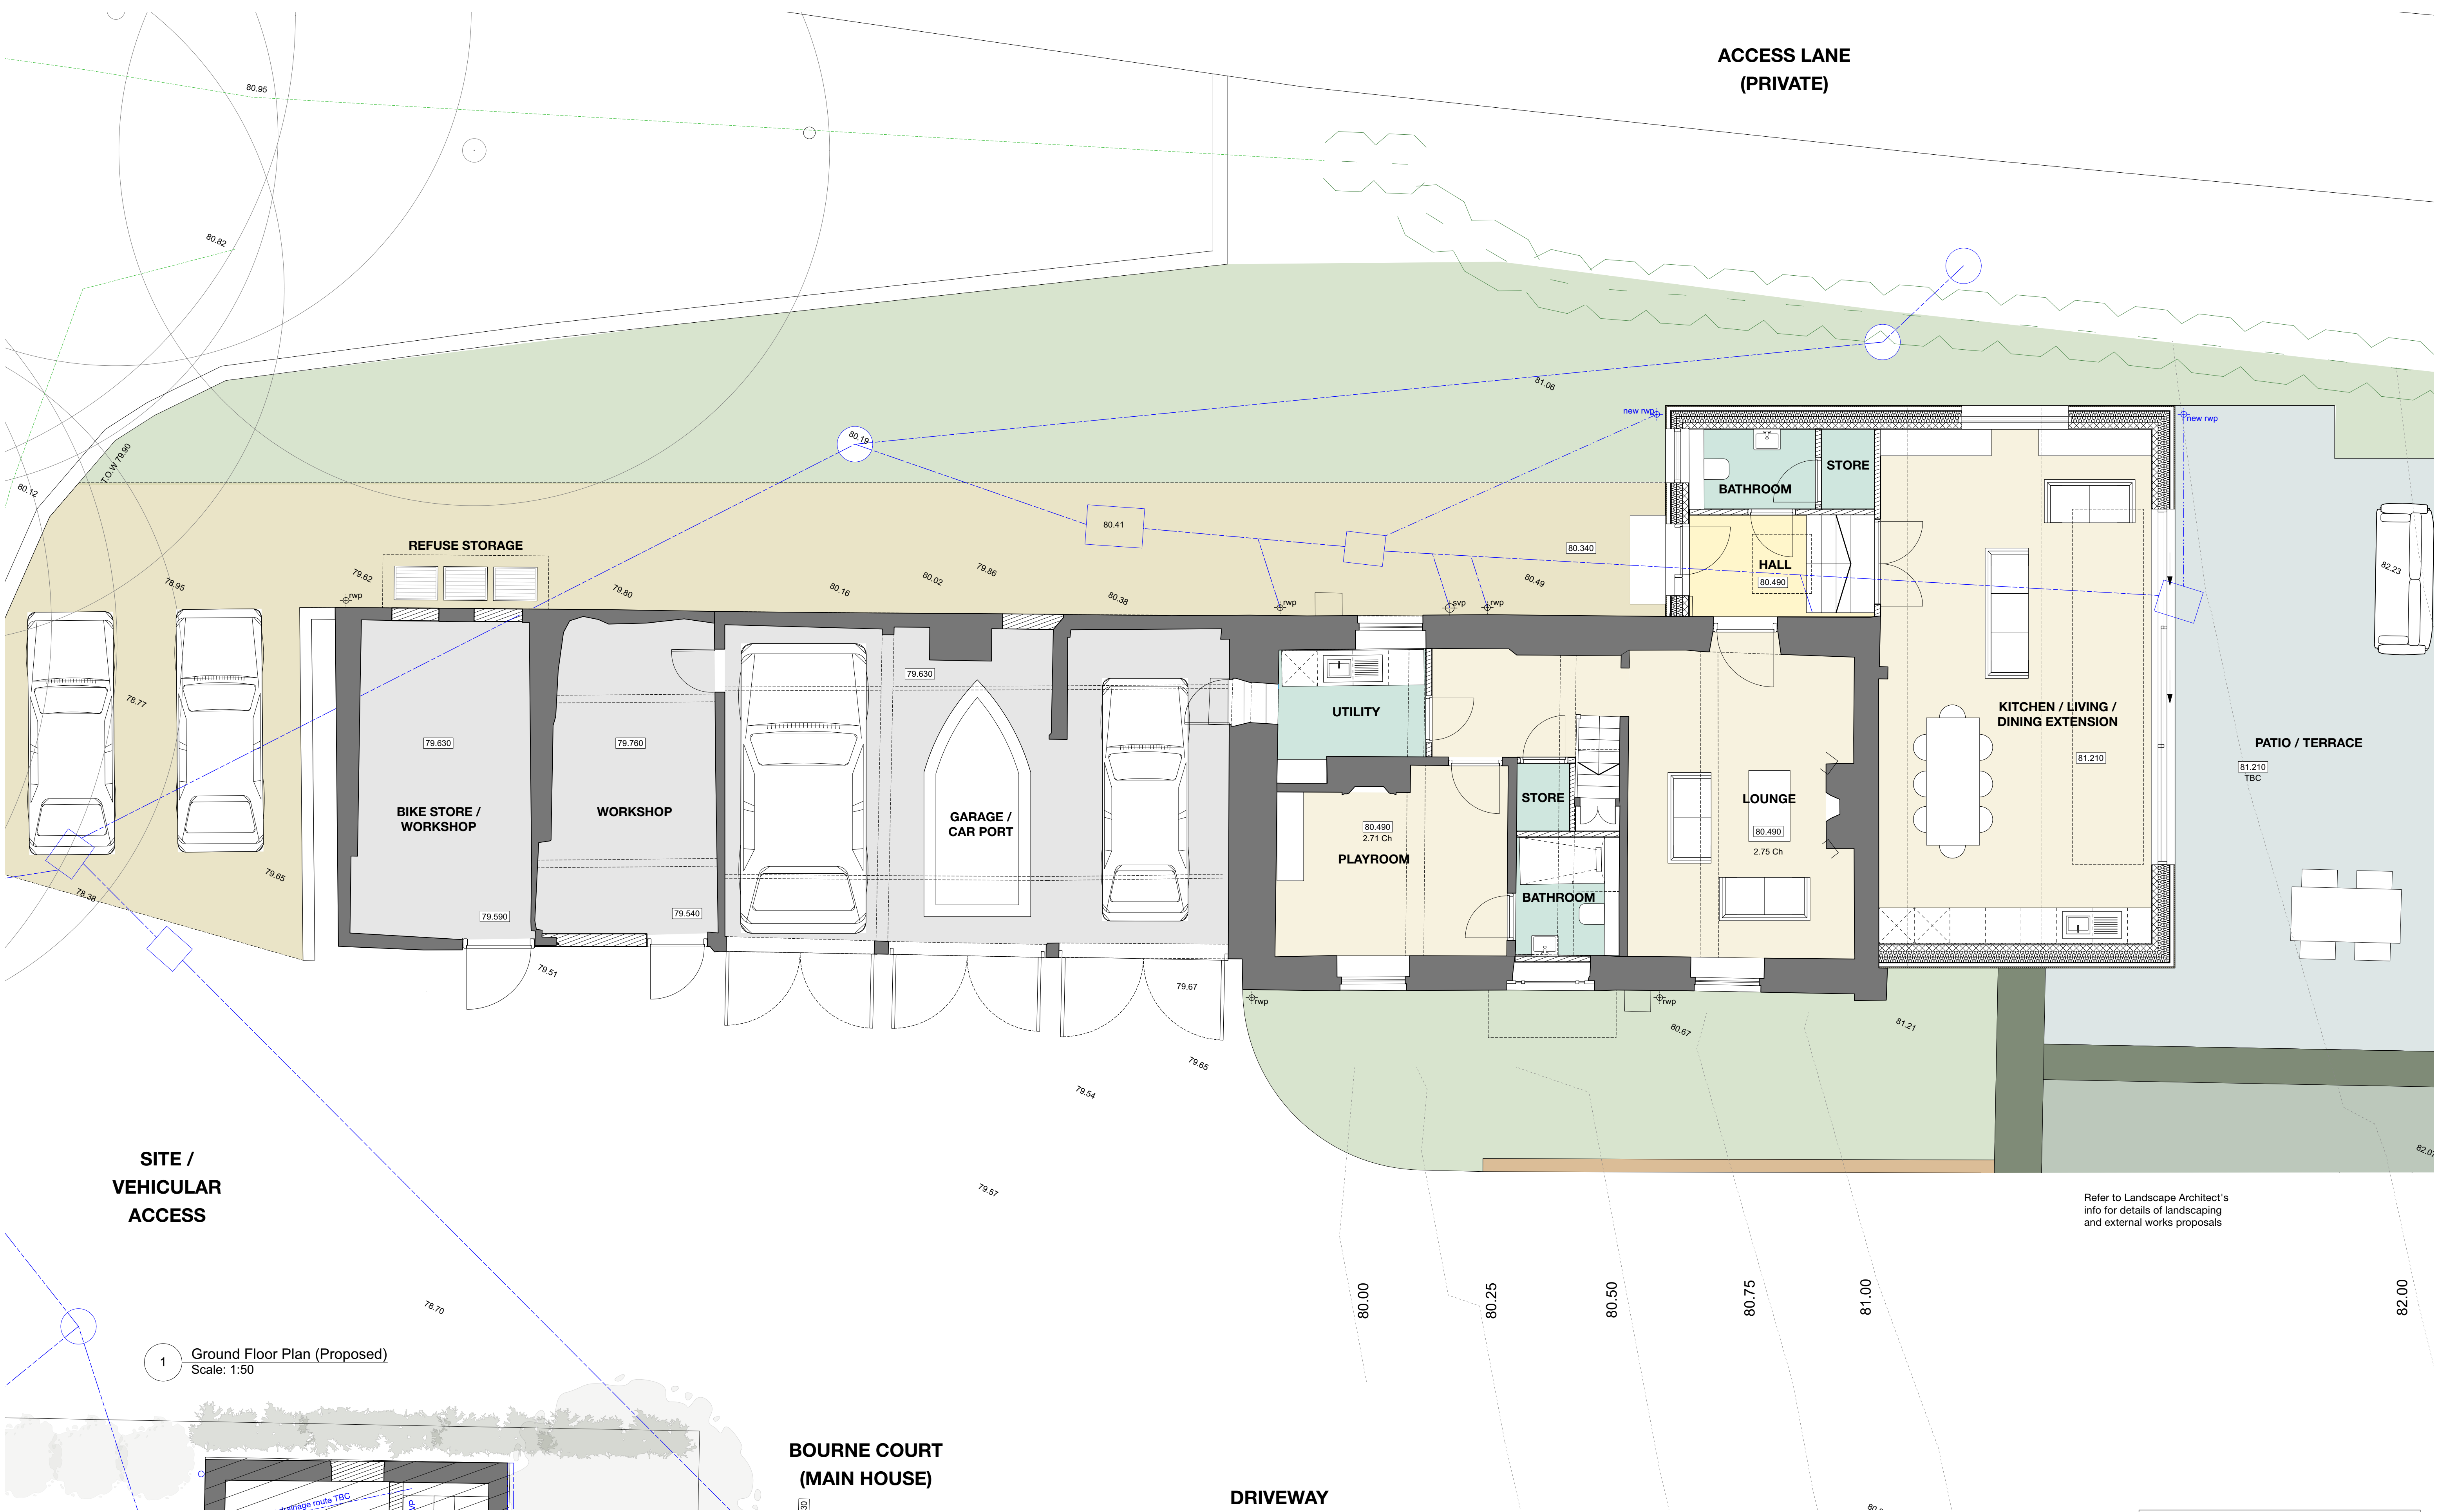 ACCESS LANE
(PRIVATE)
80.95
80.82
81.06
new rwp
new rwp
80.19
T.O.W 79.90
80.12
STORE
BATHROOM
80.41
REFUSE STORAGE
80.340
HALL
80.490
82.23
79.62
78.95
rwp
79.80
80.16
80.02
79.86
80.38
80.49
rwp
svp
rwp
79.630
78.77
UTILITY
KITCHEN / LIVING /
DINING EXTENSION
79.630
79.760
PATIO / TERRACE
81.210
81.210
TBC
BIKE STORE /
WORKSHOP
WORKSHOP
GARAGE /
CAR PORT
STORE
LOUNGE
80.490
2.71 Ch
PLAYROOM
80.490
2.75 Ch
79.65
78.38
BATHROOM
79.590
79.540
79.51
79.67
rwp
rwp
80.67
81.21
79.65
79.54
SITE /
VEHICULAR
ACCESS
79.57
82.07
Refer to Landscape Architect's
info for details of landscaping
and external works proposals
80.00
80.25
80.50
80.75
81.00
82.00
78.70
1
Ground Floor Plan (Proposed)
Scale: 1:50
BOURNE COURT
(MAIN HOUSE)
DRIVEWAY
drainage route TBC